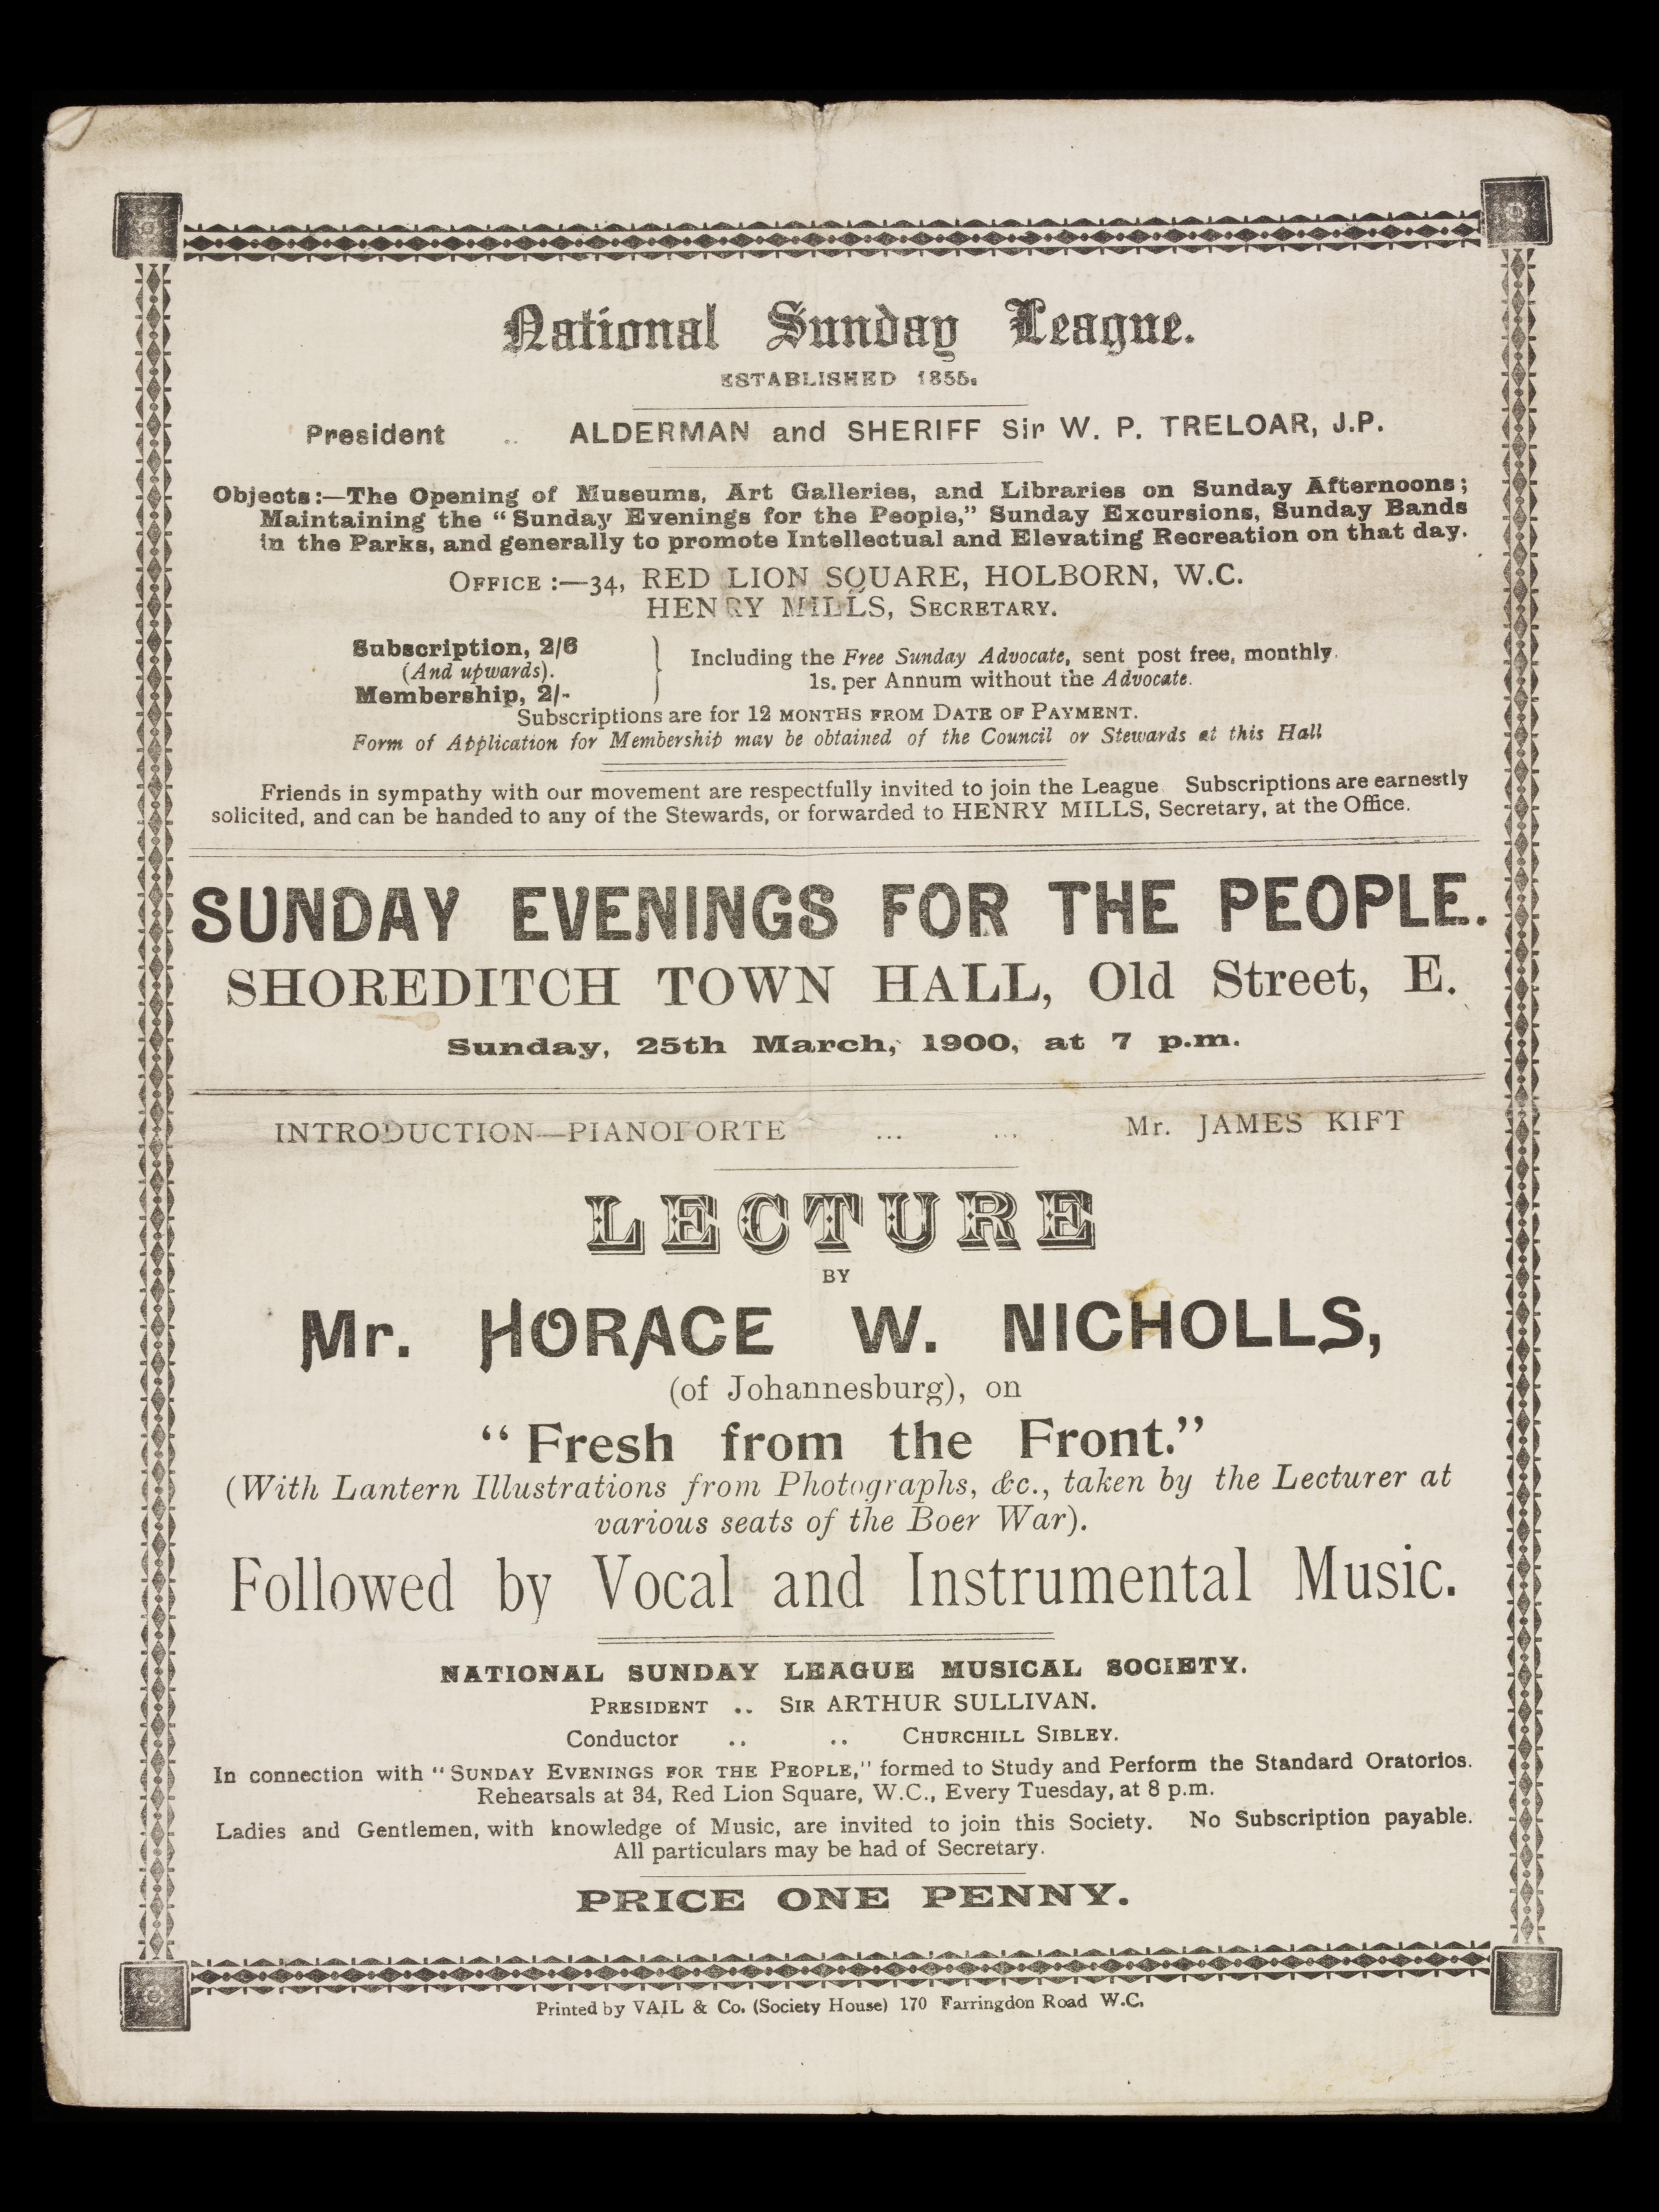 National Sunday League.
ESTABLISHED 1855.
President .. ALDERMAN and SHERIFF Sir W. P. TRELOAR, J.P.
Objects:—The Opening of Museums, Art Galleries, and Libraries on Sunday Afternoons;
Maintaining the "Sunday Evenings for the People," Sunday Excursions, Sunday Bands
in the Parks, and generally to promote Intellectual and Elevating Recreation on that day.
OFFICE:—34, RED LION SQUARE, HOLBORN, W.C.
HENRY MILLS, SECRETARY.
Subscription, 2/6
(And upwards).
Membership, 2/-
} Including the Free Sunday Advocate, sent post free, monthly.
1s. per Annum without the Advocate.
Subscriptions are for 12 MONTHS FROM DATE OF PAYMENT.
Form of Application for Membership may be obtained of the Council or Stewards at this Hall
Friends in sympathy with our movement are respectfully invited to join the League Subscriptions are earnestly
solicited, and can be handed to any of the Stewards, or forwarded to HENRY MILLS, Secretary, at the Office.
SUNDAY EVENINGS FOR THE PEOPLE.
SHOREDITCH TOWN HALL, Old Street, E.
Sunday, 25th March, 1900, at 7 p.m.
INTRODUCTION—PIANOFORTE ... ... Mr. JAMES KIFT
LECTURE
BY
Mr. HORACE W. NICHOLLS,
(of Johannesburg), on
"Fresh from the Front."
(With Lantern Illustrations from Photographs, &c., taken by the Lecturer at
various seats of the Boer War).
Followed by Vocal and Instrumental Music.
NATIONAL SUNDAY LEAGUE MUSICAL SOCIETY.
PRESIDENT .. SIR ARTHUR SULLIVAN.
Conductor .. .. CHURCHILL SIBLEY.
In connection with "SUNDAY EVENINGS FOR THE PEOPLE," formed to Study and Perform the Standard Oratorios.
Rehearsals at 34, Red Lion Square, W.C., Every Tuesday, at 8 p.m.
Ladies and Gentlemen, with knowledge of Music, are invited to join this Society. No Subscription payable.
All particulars may be had of Secretary.
PRICE ONE PENNY.
Printed by VAIL & Co. (Society House) 170 Farringdon Road W.C.